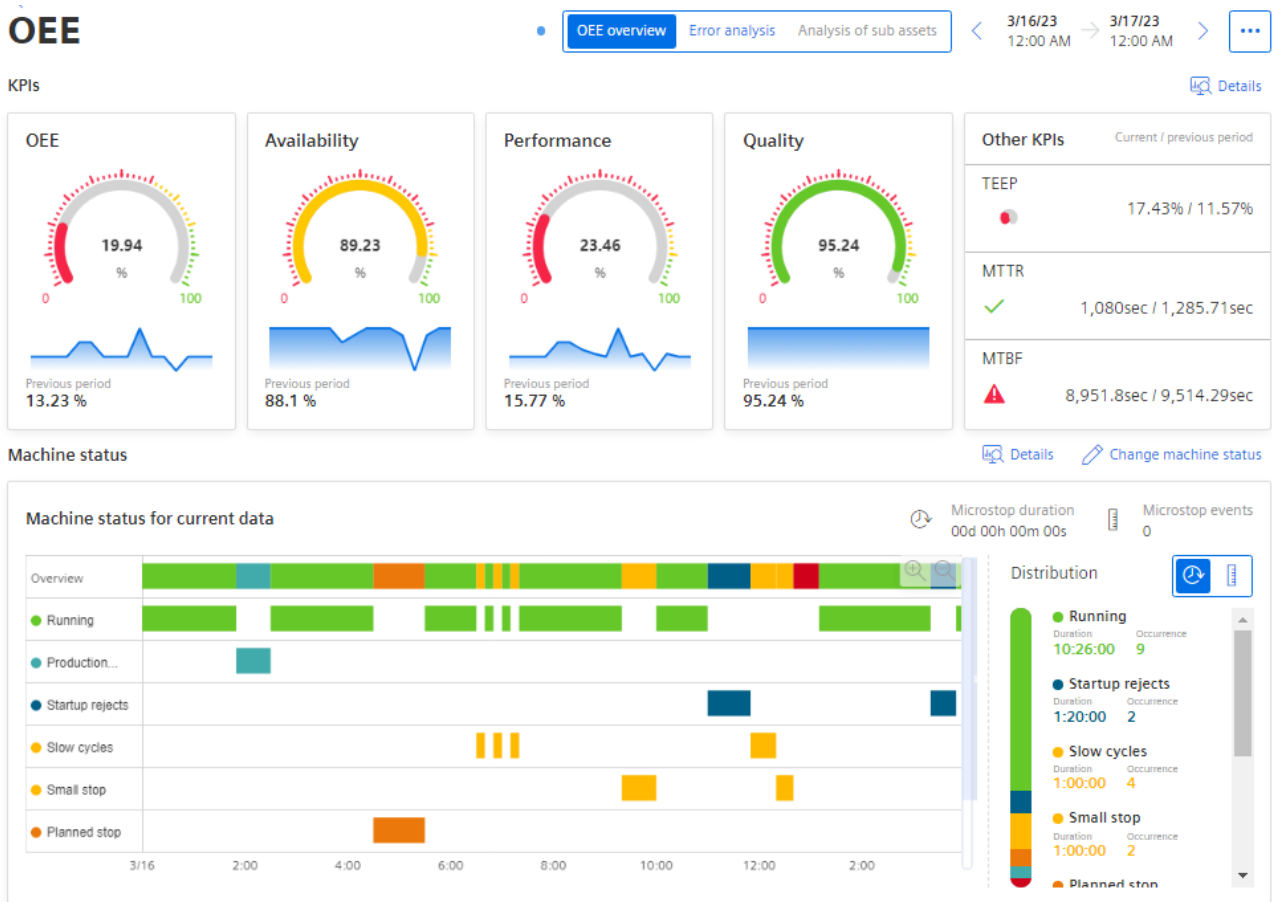 OEE
OEE overview Error analysis Analysis of sub assets
3/16/23 3/17/23
12:00 AM 12:00 AM
KPIs Details
OEE
19.94
%
0 100
Previous period
13.23 %
Availability
89.23
%
0 100
Previous period
88.1 %
Performance
23.46
%
0 100
Previous period
15.77 %
Quality
95.24
%
0 100
Previous period
95.24 %
Other KPIs Current / previous period
TEEP
17.43% / 11.57%
MTTR
1,080sec / 1,285.71sec
MTBF
8,951.8sec / 9,514.29sec
Machine status Details Change machine status
Machine status for current data
Microstop duration Microstop events
00d 00h 00m 00s 0
Overview
Running
Production...
Startup rejects
Slow cycles
Small stop
Planned stop
3/16 2:00 4:00 6:00 8:00 10:00 12:00 2:00
Distribution
Running
Duration Occurrence
10:26:00 9
Startup rejects
Duration Occurrence
1:20:00 2
Slow cycles
Duration Occurrence
1:00:00 4
Small stop
Duration Occurrence
1:00:00 2
Planned stop